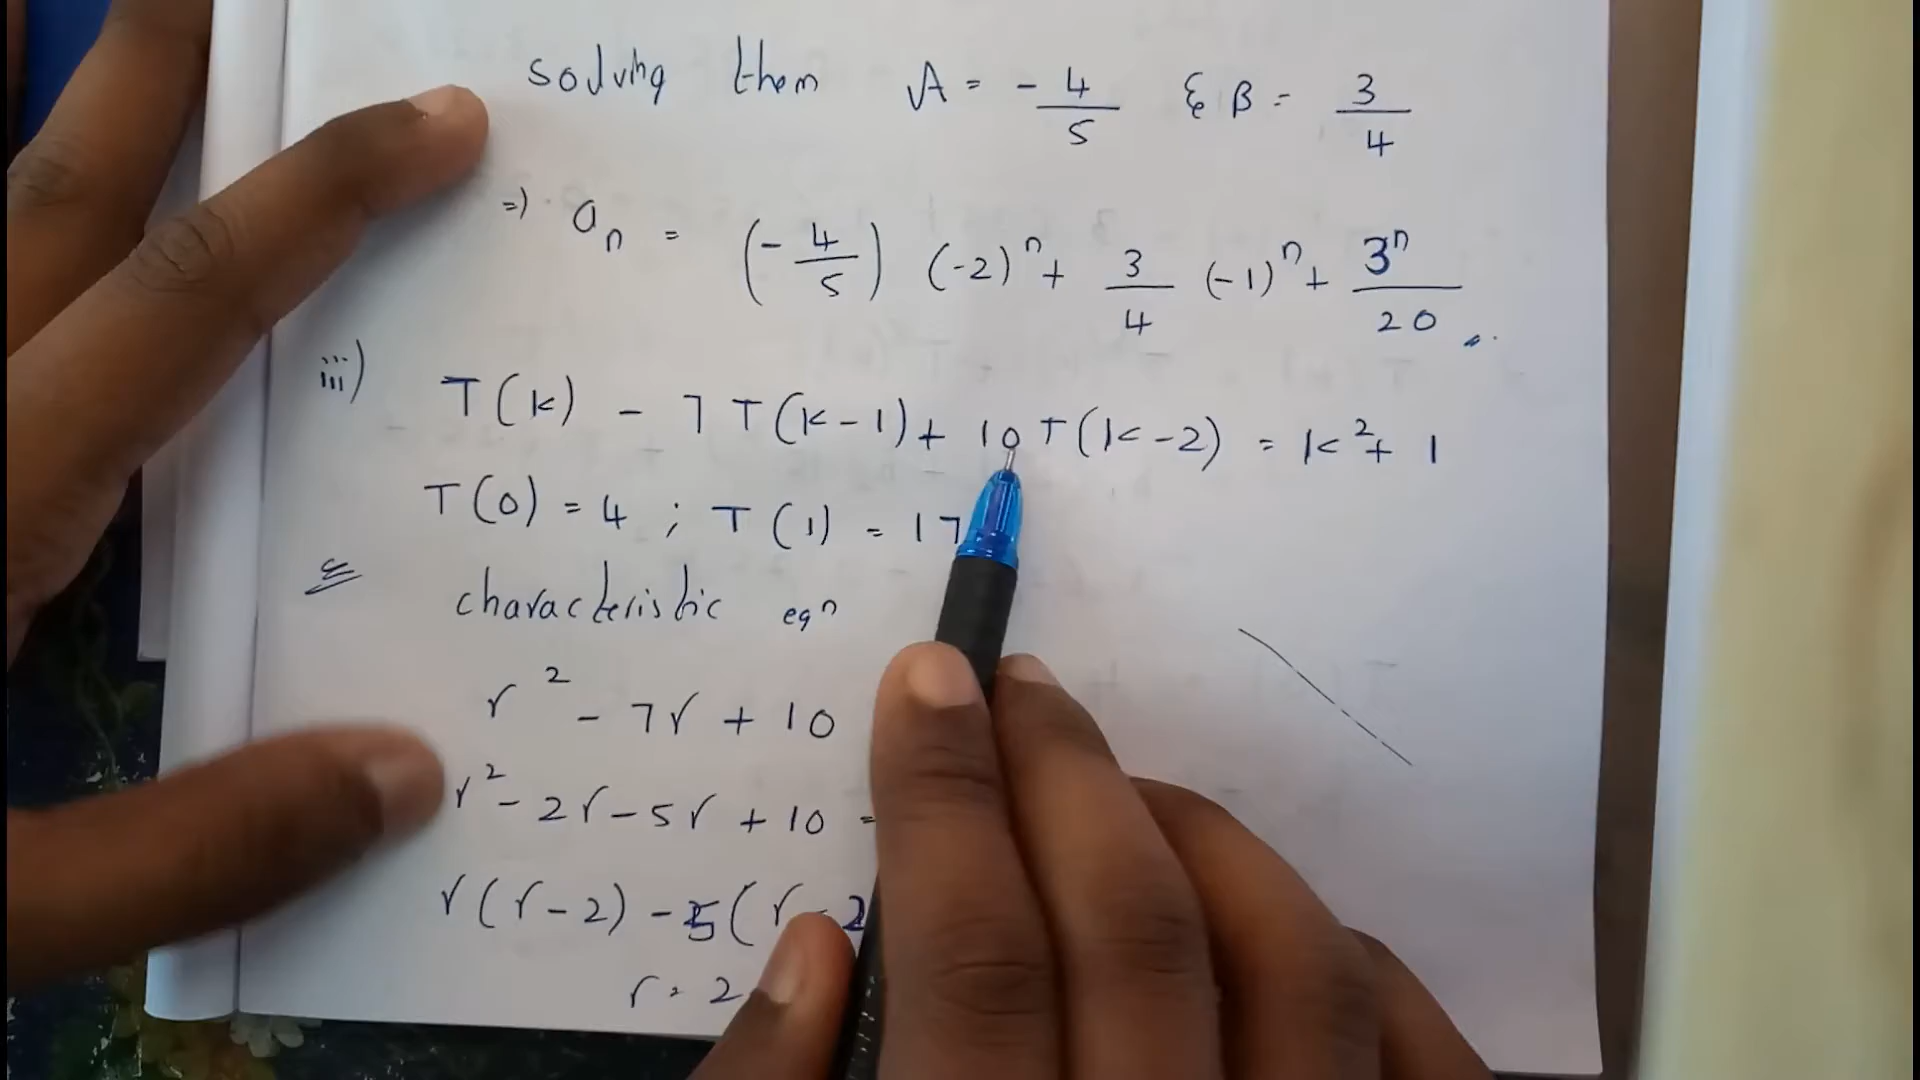 solving them A = - 4/5 & B = 3/4
=) a_n = (- 4/5) (-2)^n + 3/4 (-1)^n + 3^n/20
iii) T(k) - 7T(k-1) + 10T(k-2) = k^2 + 1
T(0) = 4 ; T(1) = 17
characteristic eqn
r^2 - 7r + 10
r^2 - 2r - 5r + 10 =
r(r-2) - 5(r-2
r = 2